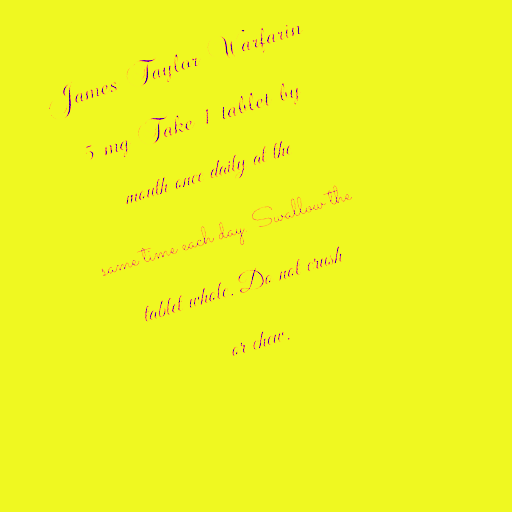 James Taylor Warfarin
5 mg Take 1 tablet by
mouth once daily at the
same time each day. Swallow the
tablet whole. Do not crush
or chew.